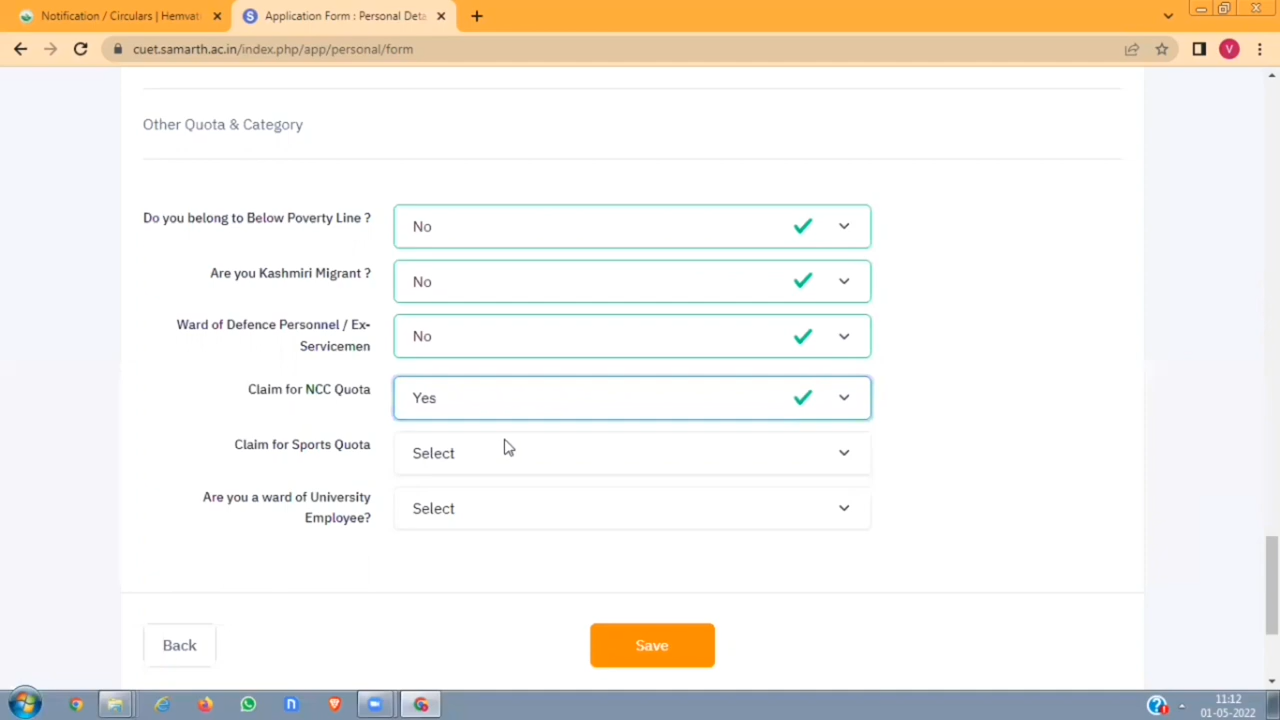 Notification / Circulars | Hemvat
Application Form : Personal Deta
cuet.samarth.ac.in/index.php/app/personal/form
V
Other Quota & Category
Do you belong to Below Poverty Line ?
No
Are you Kashmiri Migrant ?
No
Ward of Defence Personnel / Ex-
Servicemen
No
Claim for NCC Quota
Yes
Claim for Sports Quota
Select
Are you a ward of University
Employee?
Select
Back
Save
11:12
01-05-2022